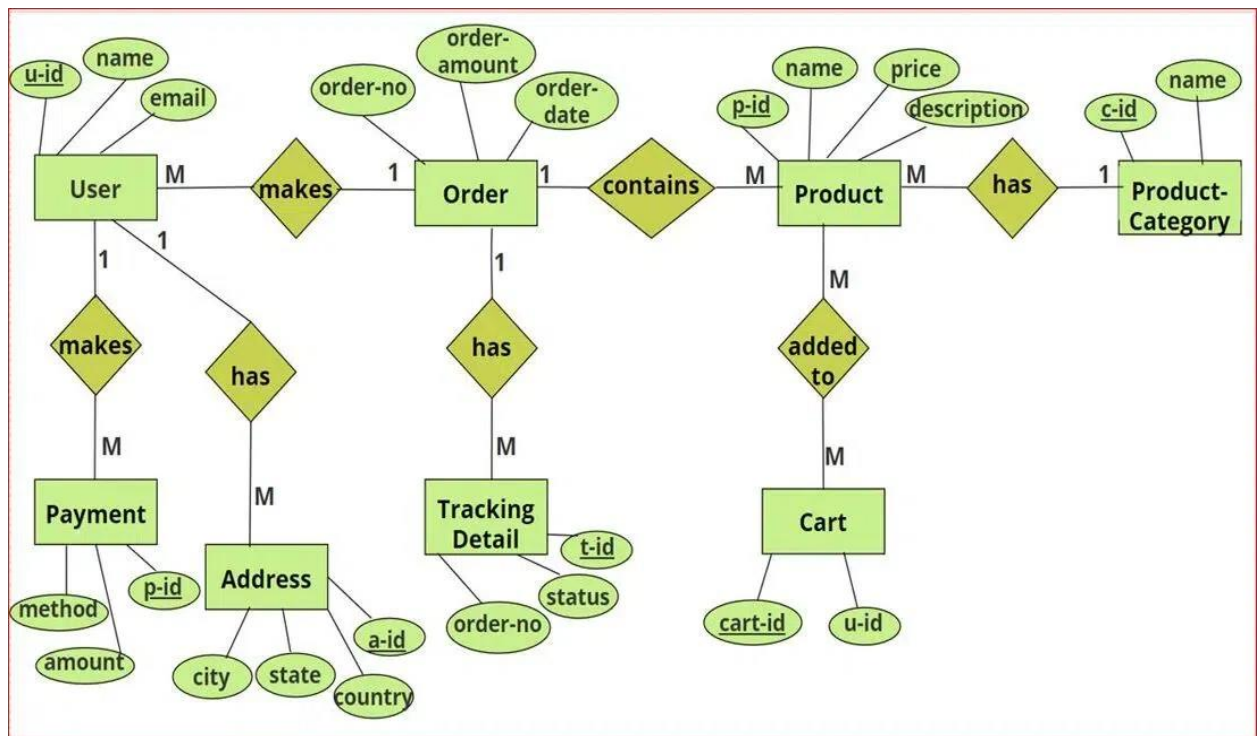 u-id
name
email
order-no
order-
amount
order-
date
p-id
name
price
description
c-id
name
User
M
makes
1
Order
1
contains
M
Product
M
has
1
Product-
Category
1
1
1
M
makes
has
has
added
to
M
M
M
M
Payment
Address
Tracking
Detail
Cart
method
amount
p-id
city
state
country
a-id
order-no
status
t-id
cart-id
u-id